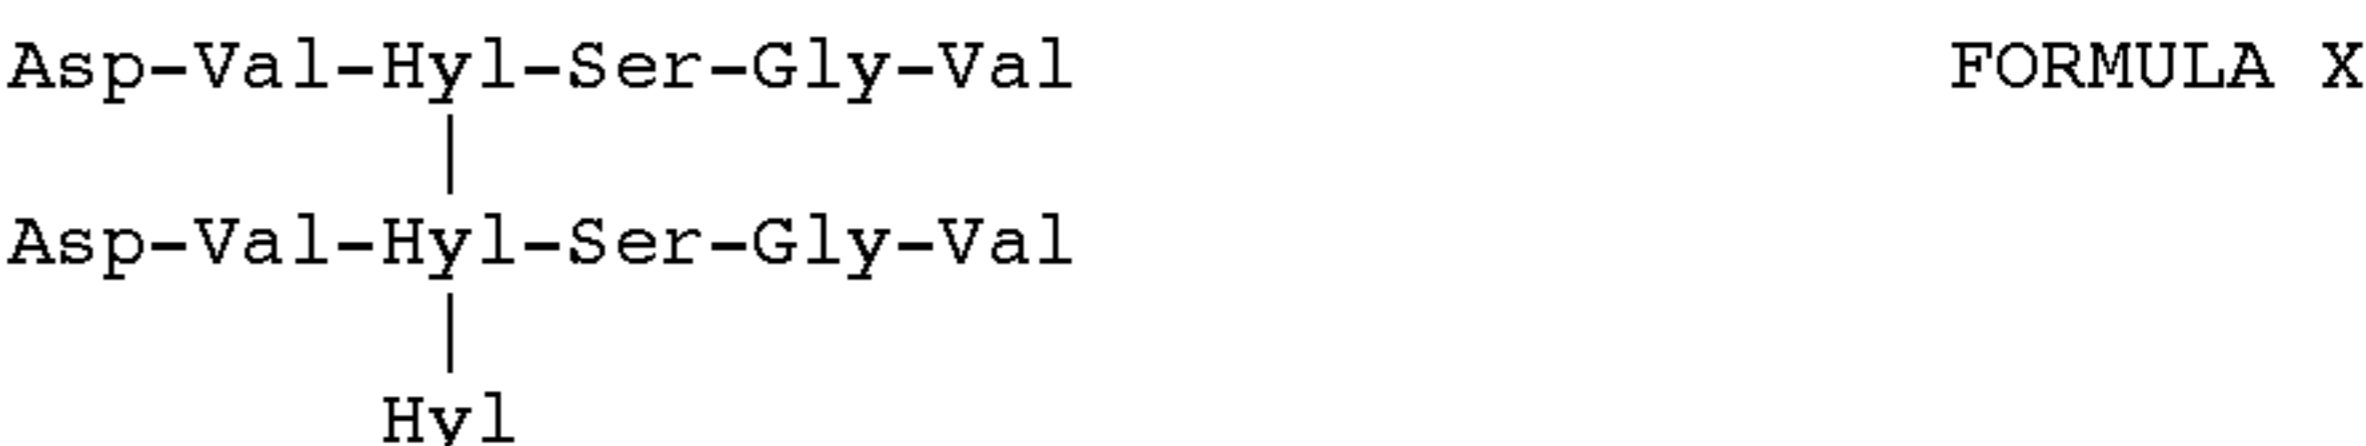 Asp-Val-Hyl-Ser-Gly-Val FORMULA X
|
Asp-Val-Hyl-Ser-Gly-Val
|
Hyl